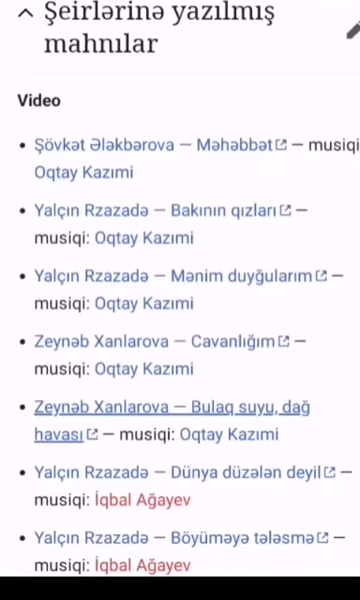 Şeirlərinə yazılmış
mahnılar
Video
Şövkət Ələkbərova — Məhəbbət — musiqi:
Oqtay Kazımi
Yalçın Rzazadə — Bakının qızları —
musiqi: Oqtay Kazımi
Yalçın Rzazadə — Mənim duyğularım —
musiqi: Oqtay Kazımi
Zeynəb Xanlarova — Cavanlığım —
musiqi: Oqtay Kazımi
Zeynəb Xanlarova — Bulaq suyu, dağ
havası — musiqi: Oqtay Kazımi
Yalçın Rzazadə — Dünya düzələn deyil —
musiqi: İqbal Ağayev
Yalçın Rzazadə — Böyüməyə tələsmə —
musiqi: İqbal Ağayev